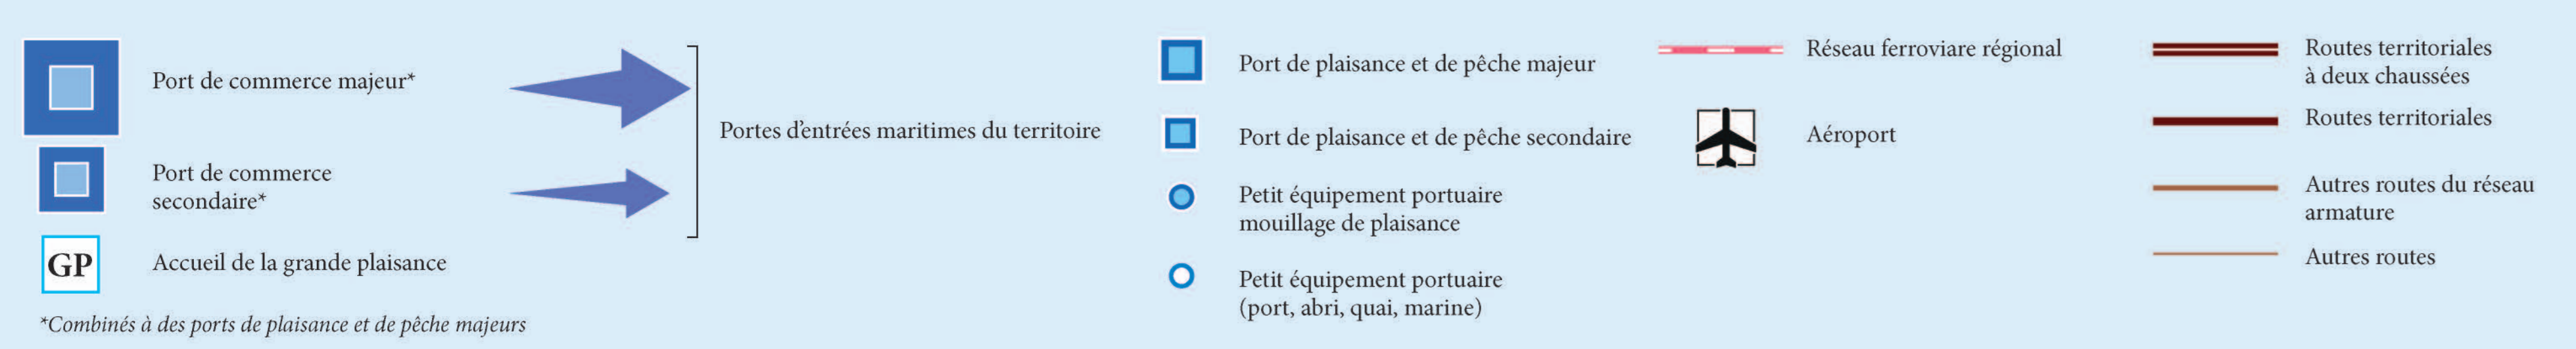 Port de commerce majeur*
Port de commerce
secondaire*
GP
Accueil de la grande plaisance
*Combinés à des ports de plaisance et de pêche majeurs
Portes d'entrées maritimes du territoire
Port de plaisance et de pêche majeur
Port de plaisance et de pêche secondaire
Petit équipement portuaire
mouillage de plaisance
Petit équipement portuaire
(port, abri, quai, marine)
Réseau ferroviare régional
Aéroport
Routes territoriales
à deux chaussées
Routes territoriales
Autres routes du réseau
armature
Autres routes